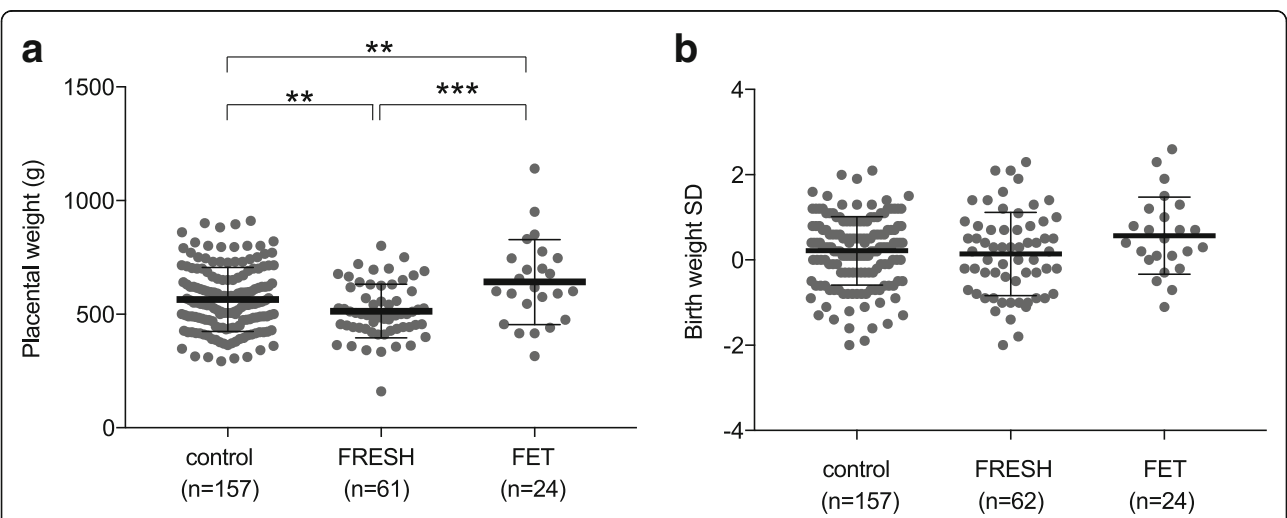 a
**
**
***
Placental weight (g)
1500
1000
500
0
control
(n=157)
FRESH
(n=61)
FET
(n=24)
b
Birth weight SD
4
2
0
-2
-4
control
(n=157)
FRESH
(n=62)
FET
(n=24)